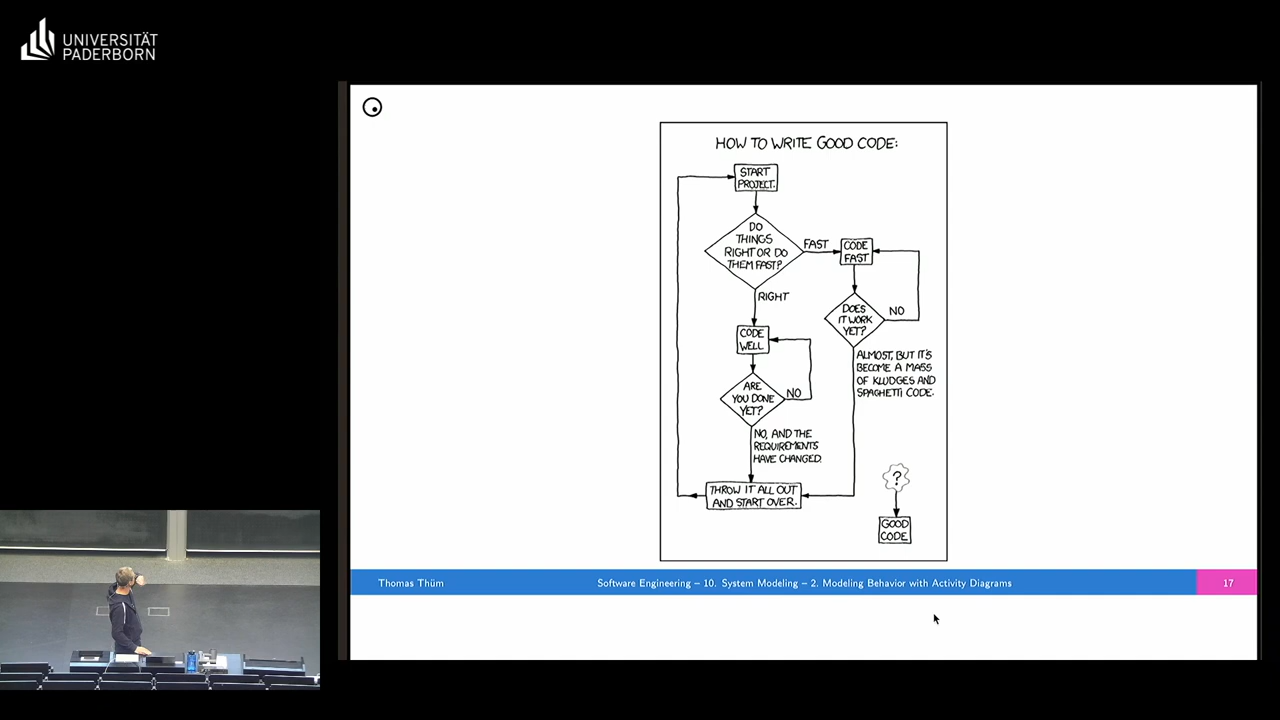 UNIVERSITÄT
PADERBORN
HOW TO WRITE GOOD CODE:
START
PROJECT.
DO
THINGS
RIGHT OR DO
THEM FAST?
FAST
CODE
FAST
RIGHT
DOES
IT WORK
YET?
NO
CODE
WELL
ALMOST, BUT IT'S
BECOME A MASS
OF KLUDGES AND
SPAGHETTI CODE.
ARE
YOU DONE
YET?
NO
NO, AND THE
REQUIREMENTS
HAVE CHANGED.
THROW IT ALL OUT
AND START OVER.
?
GOOD
CODE
Thomas Thüm
Software Engineering – 10. System Modeling – 2. Modeling Behavior with Activity Diagrams
17